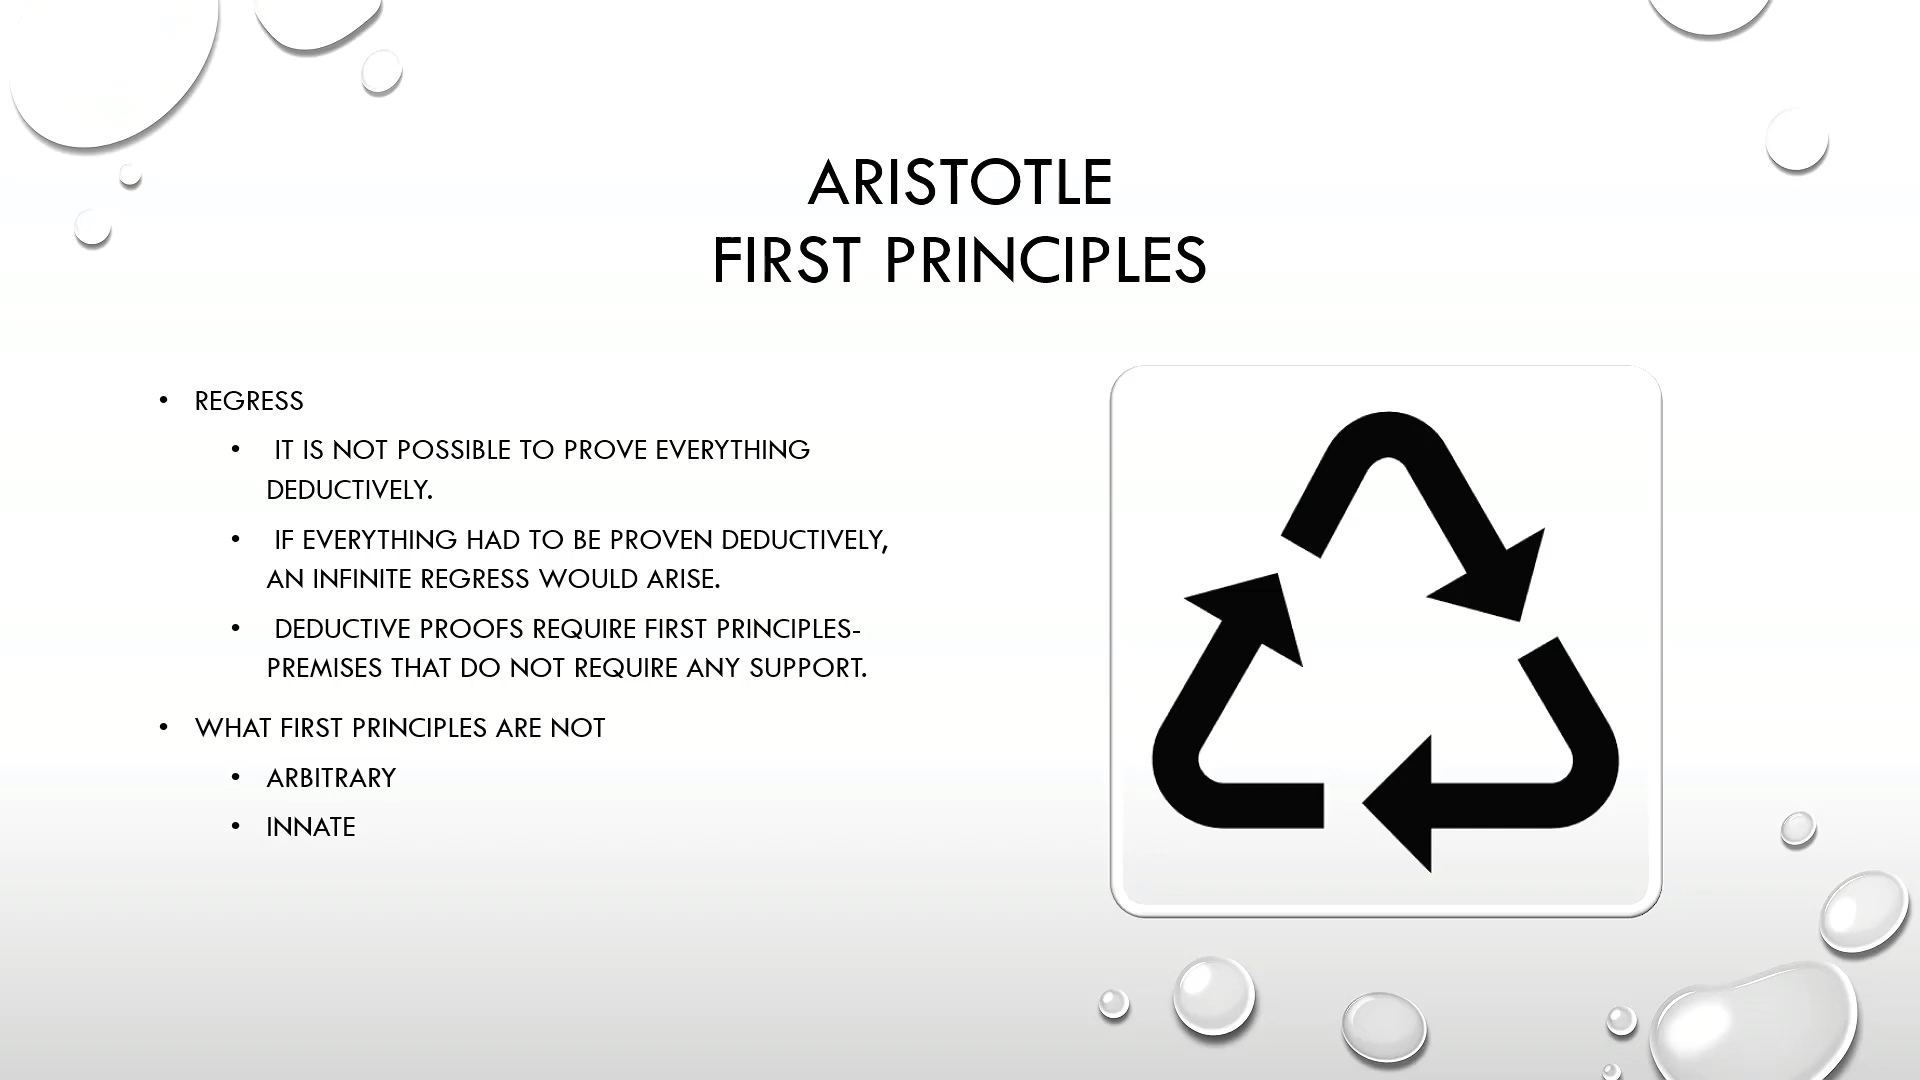 ARISTOTLE
FIRST PRINCIPLES
• REGRESS
• IT IS NOT POSSIBLE TO PROVE EVERYTHING
DEDUCTIVELY.
• IF EVERYTHING HAD TO BE PROVEN DEDUCTIVELY,
AN INFINITE REGRESS WOULD ARISE.
• DEDUCTIVE PROOFS REQUIRE FIRST PRINCIPLES-
PREMISES THAT DO NOT REQUIRE ANY SUPPORT.
• WHAT FIRST PRINCIPLES ARE NOT
• ARBITRARY
• INNATE